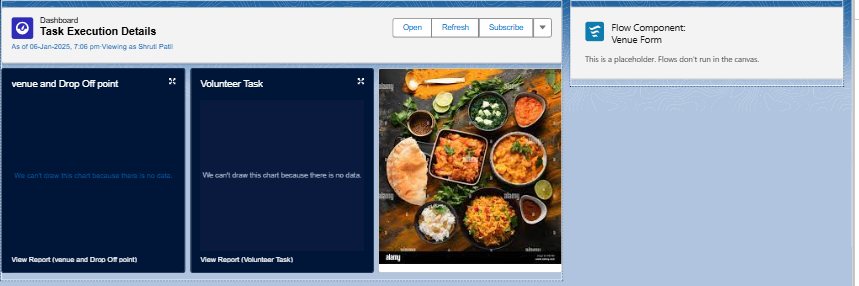 Dashboard
Task Execution Details
As of 06-Jan-2025, 7:06 pm·Viewing as Shruti Patil
Open
Refresh
Subscribe
Flow Component:
Venue Form
This is a placeholder. Flows don't run in the canvas.
venue and Drop Off point
We can't draw this chart because there is no data.
View Report (venue and Drop Off point)
Volunteer Task
We can't draw this chart because there is no data.
View Report (Volunteer Task)
alamy
alamy
alamy